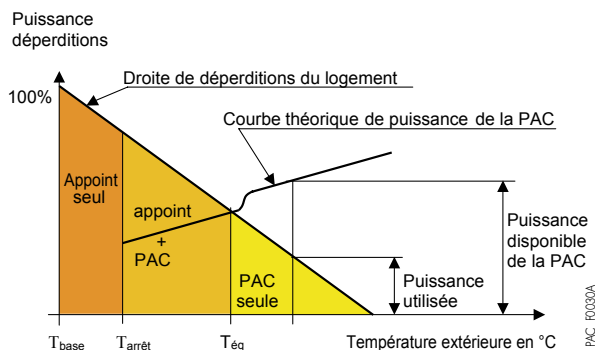 Puissance
déperditions
Droite de déperditions du logement
100%
Courbe théorique de puissance de la PAC
Appoint
seul
appoint
+
PAC
PAC
seule
Puissance
utilisée
Puissance
disponible
de la PAC
Tbase
Tarrêt
Téq
Température extérieure en °C
PAC F0030A